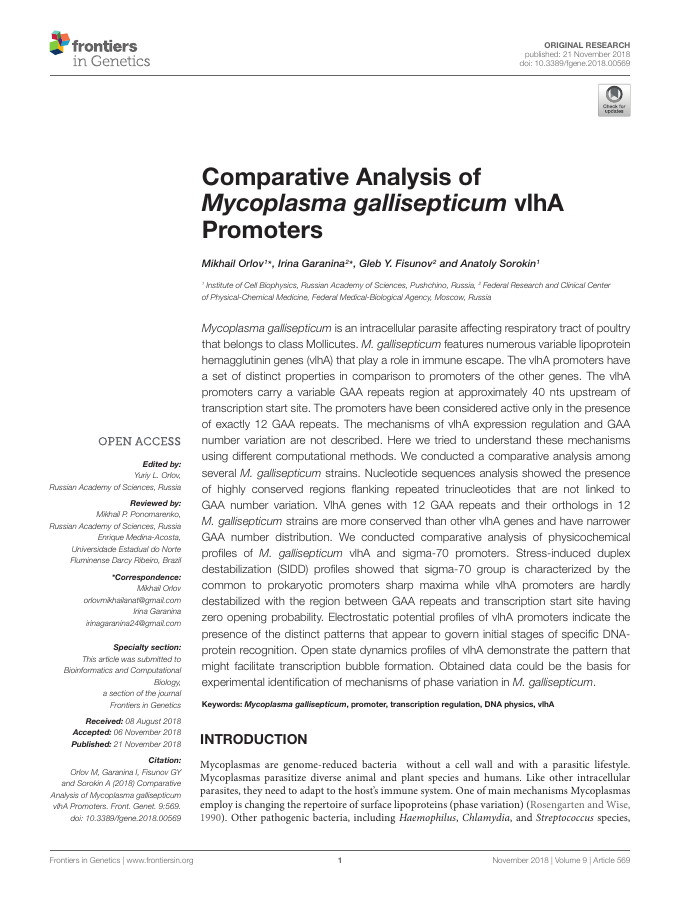 frontiers
in Genetics
ORIGINAL RESEARCH
published: 21 November 2018
doi: 10.3389/fgene.2018.00569
Check for
updates
Comparative Analysis of
Mycoplasma gallisepticum vlhA
Promoters
Mikhail Orlov1*, Irina Garanina2*, Gleb Y. Fisunov2 and Anatoly Sorokin1
1 Institute of Cell Biophysics, Russian Academy of Sciences, Pushchino, Russia, 2 Federal Research and Clinical Center
of Physical-Chemical Medicine, Federal Medical-Biological Agency, Moscow, Russia
Mycoplasma gallisepticum is an intracellular parasite affecting respiratory tract of poultry
that belongs to class Mollicutes. M. gallisepticum features numerous variable lipoprotein
hemagglutinin genes (vlhA) that play a role in immune escape. The vlhA promoters have
a set of distinct properties in comparison to promoters of the other genes. The vlhA
promoters carry a variable GAA repeats region at approximately 40 nts upstream of
transcription start site. The promoters have been considered active only in the presence
of exactly 12 GAA repeats. The mechanisms of vlhA expression regulation and GAA
number variation are not described. Here we tried to understand these mechanisms
using different computational methods. We conducted a comparative analysis among
several M. gallisepticum strains. Nucleotide sequences analysis showed the presence
of highly conserved regions flanking repeated trinucleotides that are not linked to
GAA number variation. VlhA genes with 12 GAA repeats and their orthologs in 12
M. gallisepticum strains are more conserved than other vlhA genes and have narrower
GAA number distribution. We conducted comparative analysis of physicochemical
profiles of M. gallisepticum vlhA and sigma-70 promoters. Stress-induced duplex
destabilization (SIDD) profiles showed that sigma-70 group is characterized by the
common to prokaryotic promoters sharp maxima while vlhA promoters are hardly
destabilized with the region between GAA repeats and transcription start site having
zero opening probability. Electrostatic potential profiles of vlhA promoters indicate the
presence of the distinct patterns that appear to govern initial stages of specific DNA-
protein recognition. Open state dynamics profiles of vlhA demonstrate the pattern that
might facilitate transcription bubble formation. Obtained data could be the basis for
experimental identification of mechanisms of phase variation in M. gallisepticum.
Keywords: Mycoplasma gallisepticum, promoter, transcription regulation, DNA physics, vlhA
OPEN ACCESS
Edited by:
Yuriy L. Orlov,
Russian Academy of Sciences, Russia
Reviewed by:
Mikhail P. Ponomarenko,
Russian Academy of Sciences, Russia
Enrique Medina-Acosta,
Universidade Estadual do Norte
Fluminense Darcy Ribeiro, Brazil
*Correspondence:
Mikhail Orlov
orlovmikhailanat@gmail.com
Irina Garanina
irinagaranina24@gmail.com
Specialty section:
This article was submitted to
Bioinformatics and Computational
Biology,
a section of the journal
Frontiers in Genetics
Received: 08 August 2018
Accepted: 06 November 2018
Published: 21 November 2018
Citation:
Orlov M, Garanina I, Fisunov GY
and Sorokin A (2018) Comparative
Analysis of Mycoplasma gallisepticum
vlhA Promoters. Front. Genet. 9:569.
doi: 10.3389/fgene.2018.00569
INTRODUCTION
Mycoplasmas are genome-reduced bacteria without a cell wall and with a parasitic lifestyle.
Mycoplasmas parasitize diverse animal and plant species and humans. Like other intracellular
parasites, they need to adapt to the host's immune system. One of main mechanisms Mycoplasmas
employ is changing the repertoire of surface lipoproteins (phase variation) (Rosengarten and Wise,
1990). Other pathogenic bacteria, including Haemophilus, Chlamydia, and Streptococcus species,
Frontiers in Genetics | www.frontiersin.org
1
November 2018 | Volume 9 | Article 569